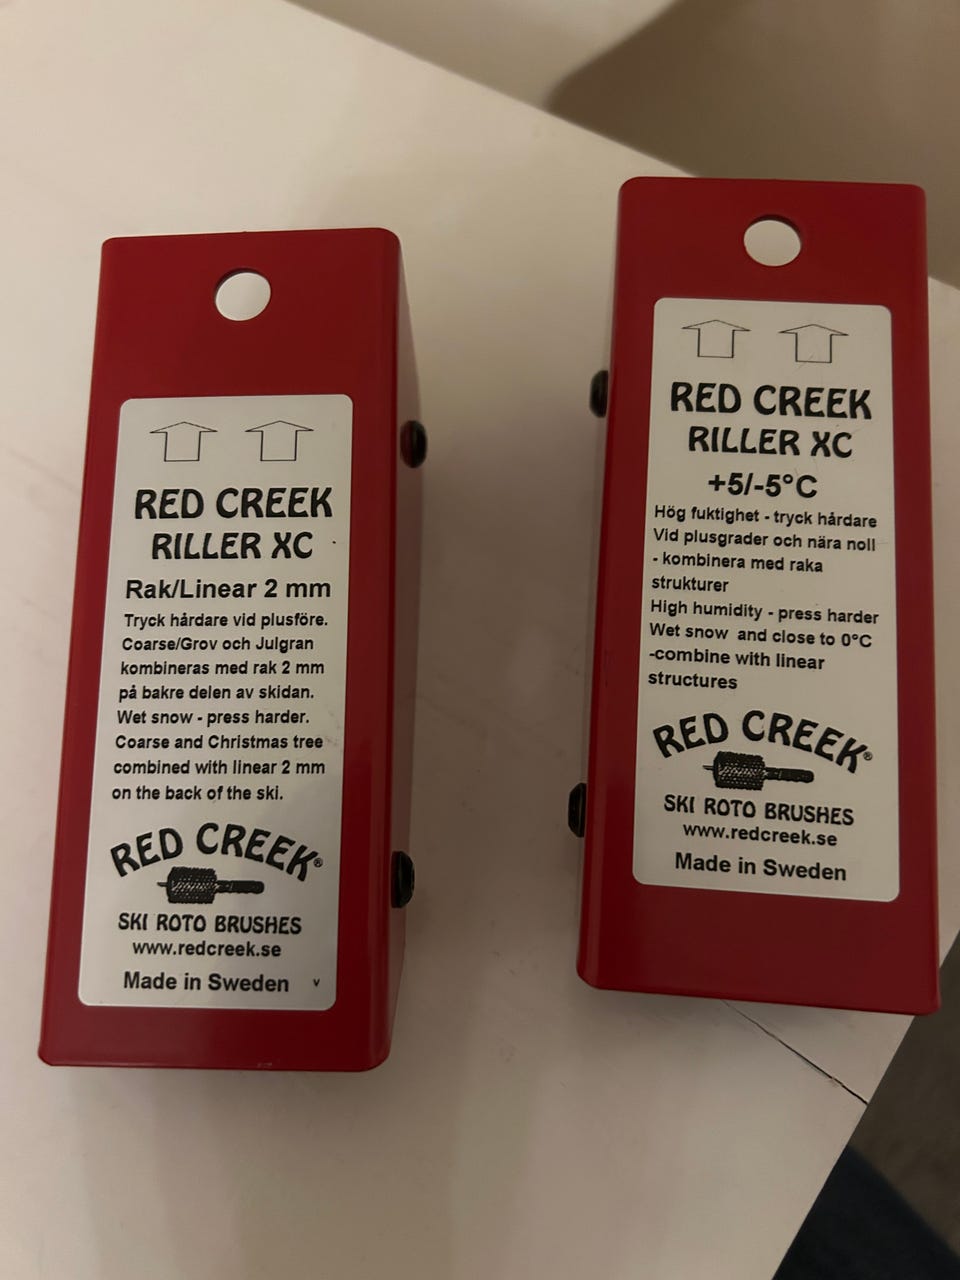 RED CREEK
RILLER XC
Rak/Linear 2 mm
Tryck hårdare vid plusföre.
Coarse/Grov och Julgran
kombineras med rak 2 mm
på bakre delen av skidan.
Wet snow - press harder.
Coarse and Christmas tree
combined with linear 2 mm
on the back of the ski.
RED CREEK®
SKI ROTO BRUSHES
www.redcreek.se
Made in Sweden v
RED CREEK
RILLER XC
+5/-5°C
Hög fuktighet - tryck hårdare
Vid plusgrader och nära noll
- kombinera med raka
strukturer
High humidity - press harder
Wet snow and close to 0°C
-combine with linear
structures
RED CREEK®
SKI ROTO BRUSHES
www.redcreek.se
Made in Sweden